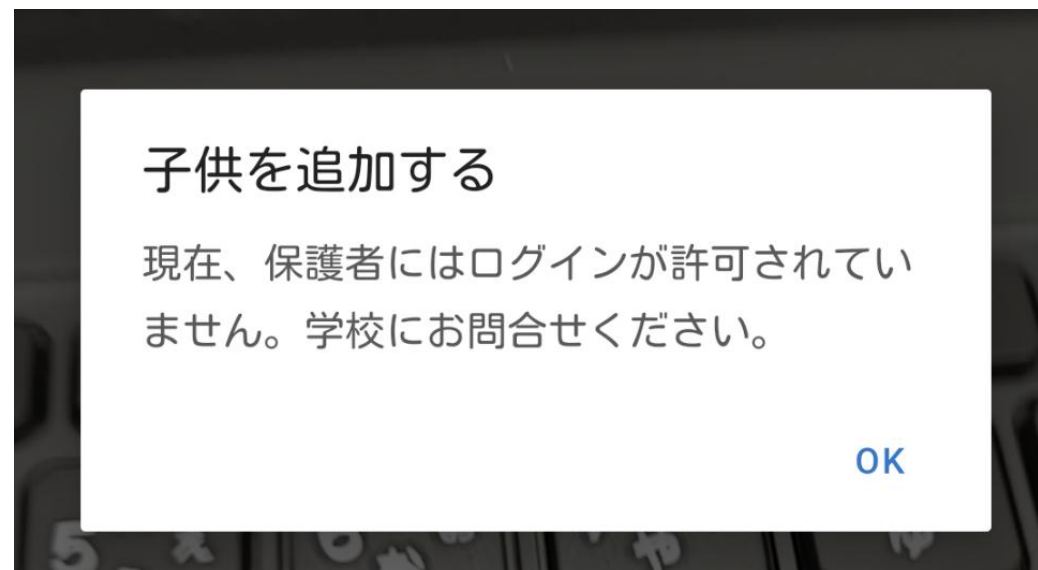 子供を追加する
現在、保護者にはログインが許可されてい
ません。学校にお問合せください。
OK